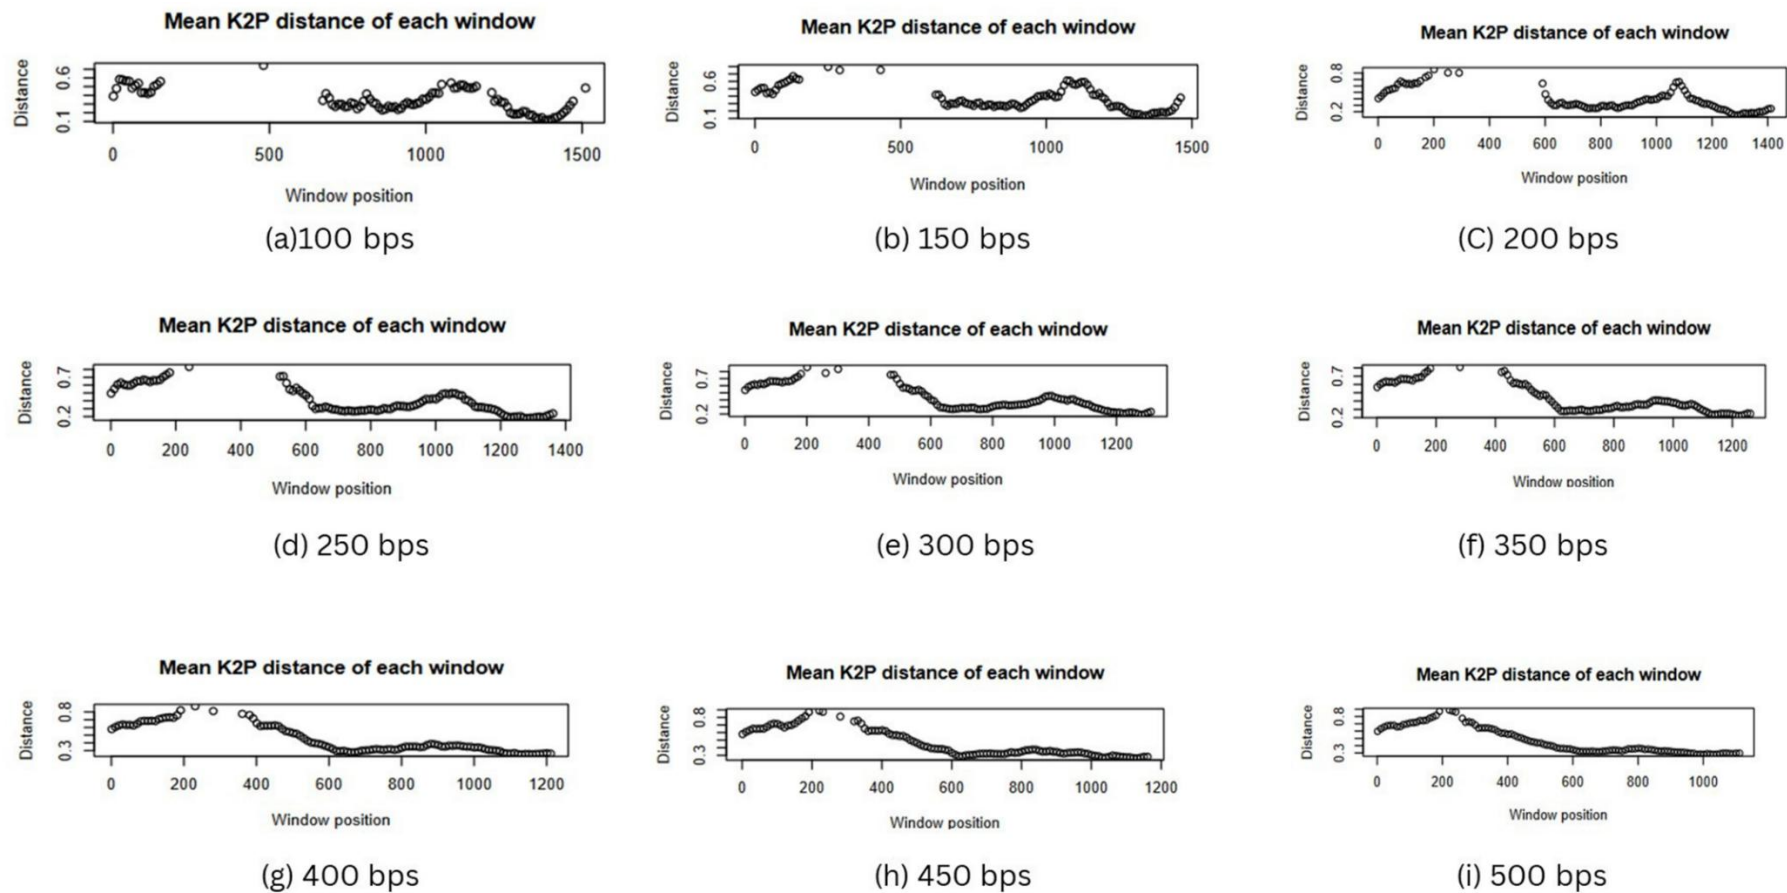 Mean K2P distance of each window
Distance
0.6
0.1
0 500 1000 1500
Window position
(a)100 bps
Mean K2P distance of each window
Distance
0.6
0.1
0 500 1000 1500
Window position
(b) 150 bps
Mean K2P distance of each window
Distance
0.8
0.2
0 200 400 600 800 1000 1200 1400
Window position
(C) 200 bps
Mean K2P distance of each window
Distance
0.7
0.2
0 200 400 600 800 1000 1200 1400
Window position
(d) 250 bps
Mean K2P distance of each window
Distance
0.7
0.2
0 200 400 600 800 1000 1200
Window position
(e) 300 bps
Mean K2P distance of each window
Distance
0.7
0.2
0 200 400 600 800 1000 1200
Window position
(f) 350 bps
Mean K2P distance of each window
Distance
0.8
0.3
0 200 400 600 800 1000 1200
Window position
(g) 400 bps
Mean K2P distance of each window
Distance
0.8
0.3
0 200 400 600 800 1000 1200
Window position
(h) 450 bps
Mean K2P distance of each window
Distance
0.8
0.3
0 200 400 600 800 1000
Window position
(i) 500 bps